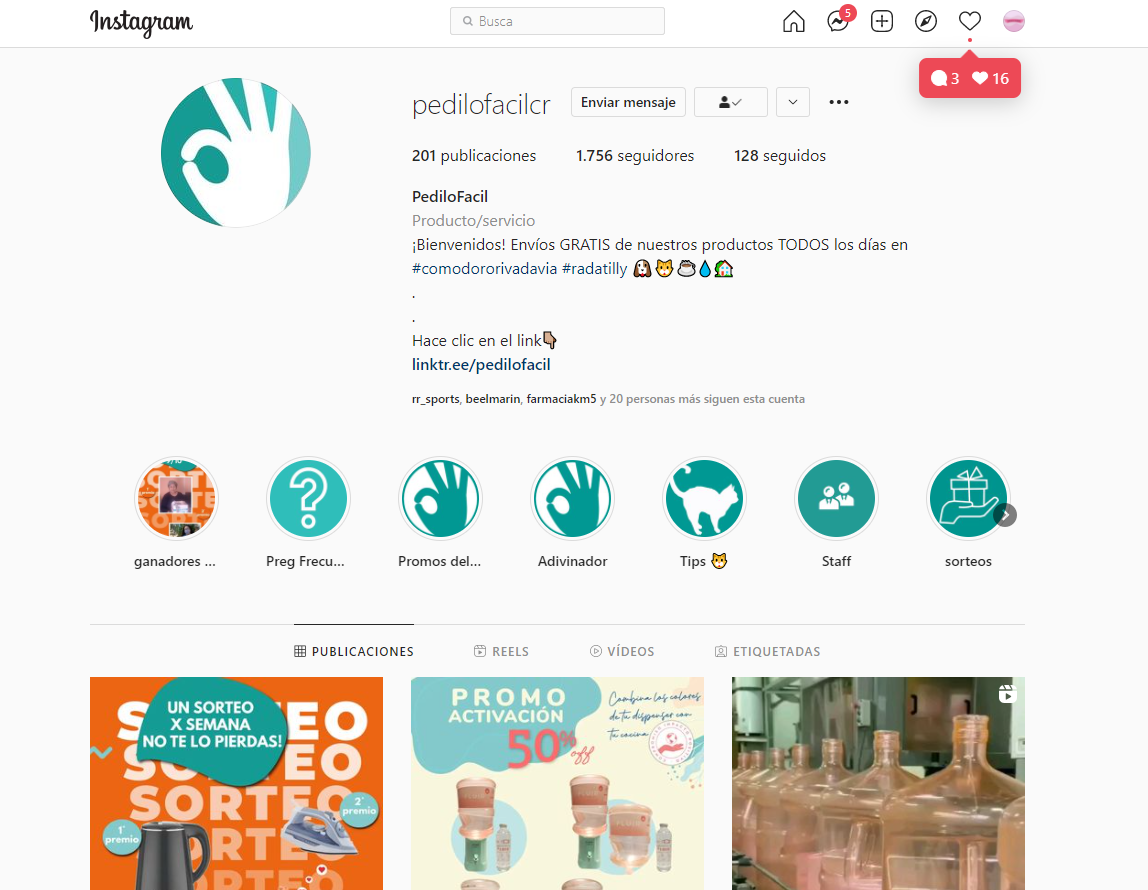 Instagram
Busca
5
3 16
pedilofacilcr
Enviar mensaje
201 publicaciones 1.756 seguidores 128 seguidos
PediloFacil
Producto/servicio
¡Bienvenidos! Envíos GRATIS de nuestros productos TODOS los días en
#comodororivadavia #radatilly 🐶🐱☕💧🏡
.
.
Hace clic en el link👇🏽
linktr.ee/pedilofacil
rr_sports, beelmarin, farmaciakm5 y 20 personas más siguen esta cuenta
ganadores ... Preg Frecu... Promos del... Adivinador Tips 🐱 Staff sorteos
PUBLICACIONES REELS VÍDEOS ETIQUETADAS
UN SORTEO
X SEMANA
NO TE LO PIERDAS!
SORTEO
SORTEO
SORTEO
SORTEO
SORTEO
1°
premio
2°
premio
PROMO
ACTIVACIÓN
50%
off
Combina los colores
de tu dispenser con
tu cocina